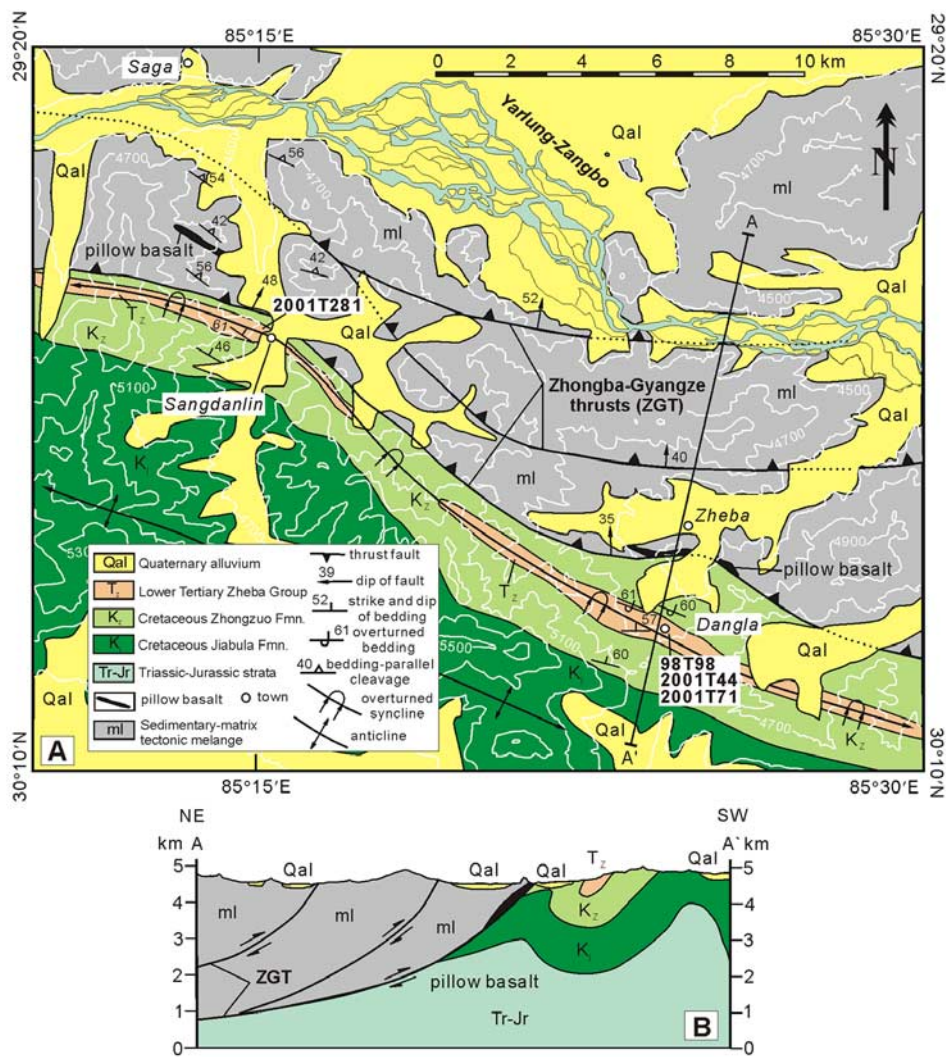 85°15'E
85°30'E
29°20'N
29°20'N
Saga
0 2 4 6 8 10 km
Yarlung-Zangbo
Qal
N
Qal
4700
56
54
4700
ml
ml
42
pillow basalt
42
56
48
2001T281
52
4500
Qal
Tz
61
Kz
46
Qal
5100
Sangdanlin
Zhongba-Gyangze
thrusts (ZGT)
ml
4500
Qal
4700
40
Kz
ml
Zheba
35
4900
5300
pillow basalt
Tz
61
60
57
Dangla
5100
5500
60
98T98
2001T44
2001T71
4700
Qal
Qal
Kz
A
A'
Qal Quaternary alluvium
Tz Lower Tertiary Zheba Group
Kz Cretaceous Zhongzuo Fmn.
Cretaceous Jiabula Fmn.
Tr-Jr Triassic-Jurassic strata
pillow basalt
town
ml Sedimentary-matrix
tectonic melange
thrust fault
39 dip of fault
52 strike and dip
of bedding
61 overturned
bedding
40 bedding-parallel
cleavage
overturned
syncline
anticline
A
30°10'N
30°10'N
85°15'E
85°30'E
NE
SW
km A
A` km
Qal
Qal
Qal
Tz
Qal
5
4
3
2
1
0
5
4
3
2
1
0
ml
ml
ml
Kz
ZGT
pillow basalt
Tr-Jr
B